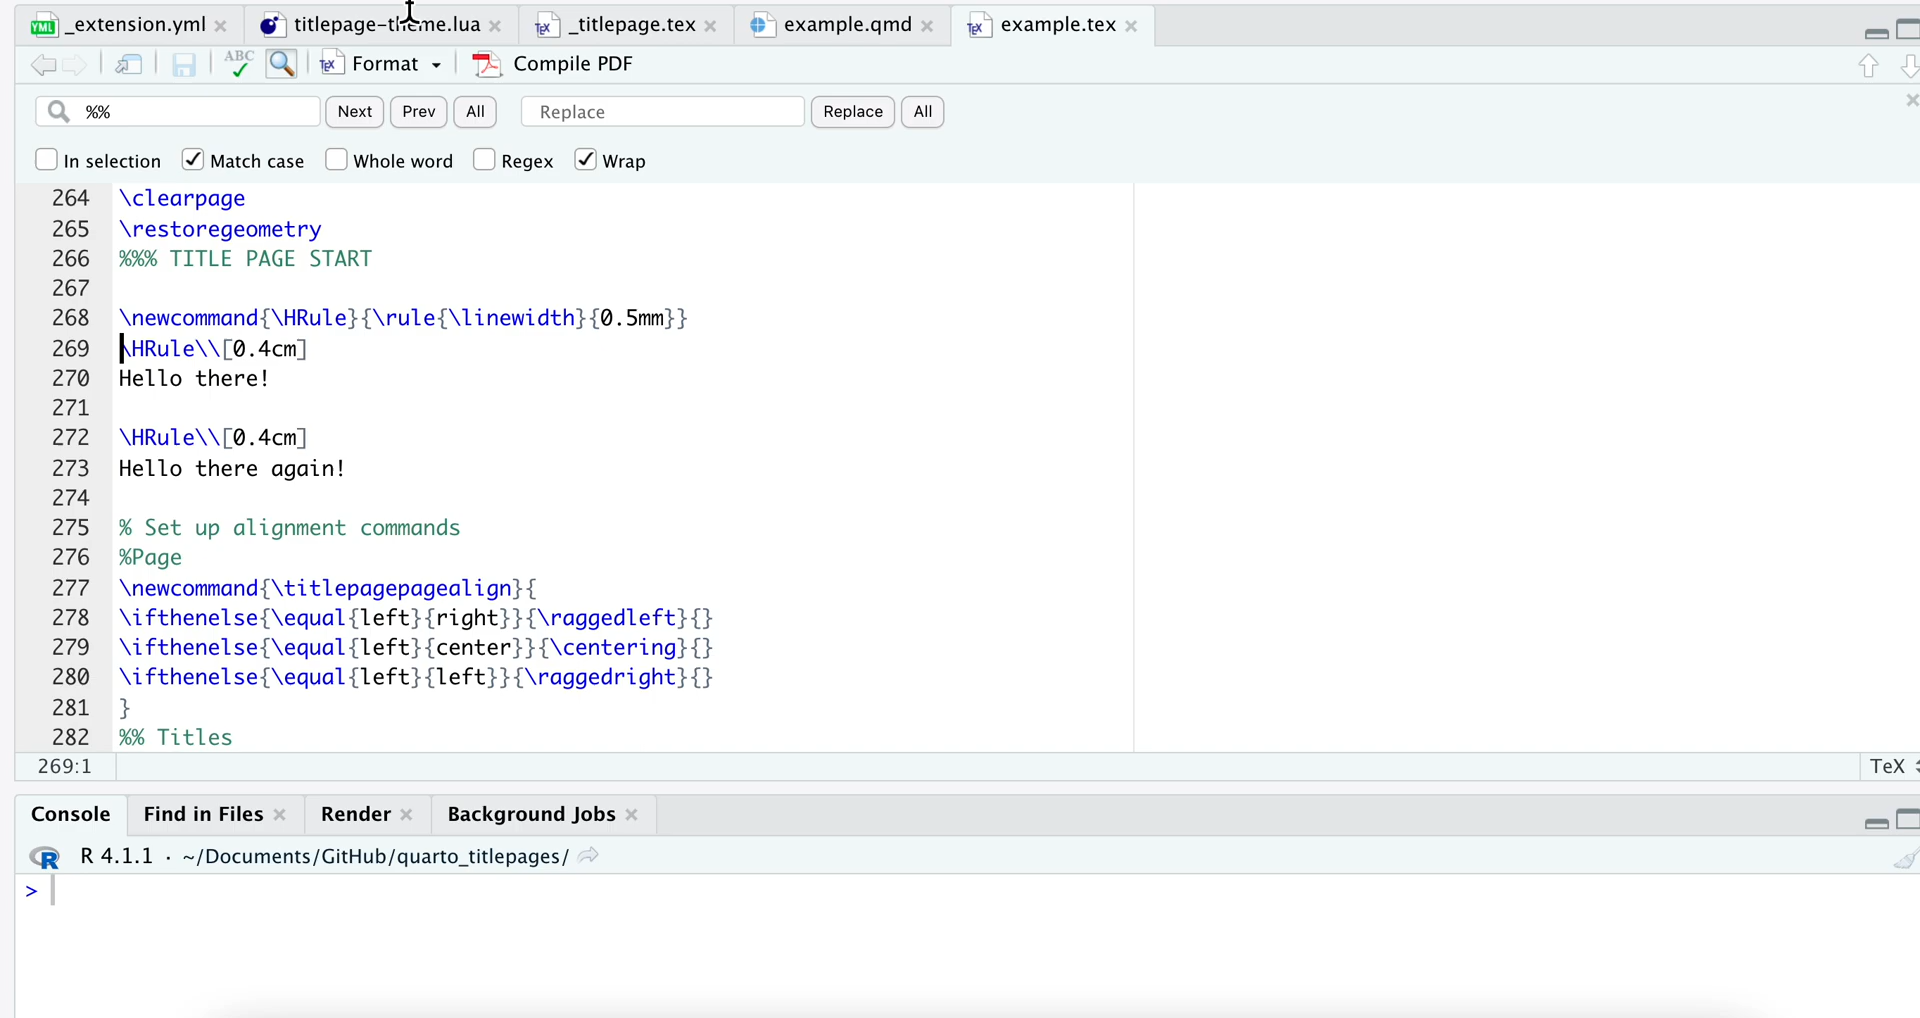 _extension.yml
titlepage-theme.lua
_titlepage.tex
example.qmd
example.tex
ABC
Format
Compile PDF
%%
Next
Prev
All
Replace
Replace
All
In selection
Match case
Whole word
Regex
Wrap
264 \clearpage
265 \restoregeometry
266 %%% TITLE PAGE START
267
268 \newcommand{\HRule}{\rule{\linewidth}{0.5mm}}
269 \HRule\\[0.4cm]
270 Hello there!
271
272 \HRule\\[0.4cm]
273 Hello there again!
274
275 % Set up alignment commands
276 %Page
277 \newcommand{\titlepagepagealign}{
278 \ifthenelse{\equal{left}{right}}{\raggedleft}{}
279 \ifthenelse{\equal{left}{center}}{\centering}{}
280 \ifthenelse{\equal{left}{left}}{\raggedright}{}
281 }
282 %% Titles
269:1
TeX
Console
Find in Files
Render
Background Jobs
R 4.1.1 · ~/Documents/GitHub/quarto_titlepages/
>